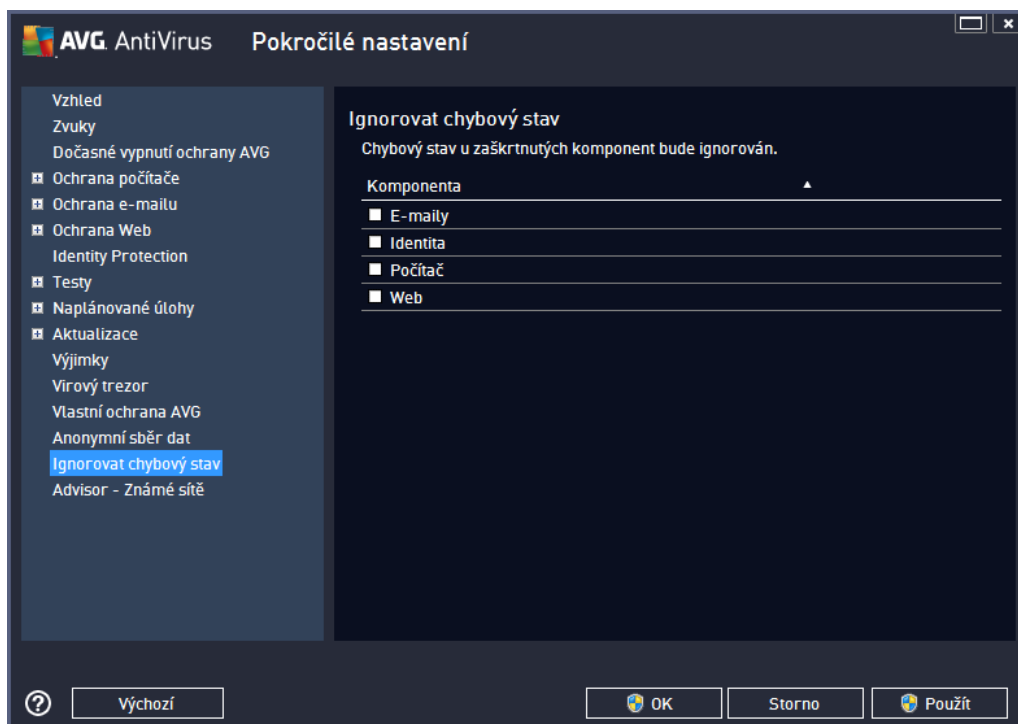 AVG AntiVirus Pokročilé nastavení
Vzhled
Zvuky
Dočasné vypnutí ochrany AVG
Ochrana počítače
Ochrana e-mailu
Ochrana Web
Identity Protection
Testy
Naplánované úlohy
Aktualizace
Výjimky
Virový trezor
Vlastní ochrana AVG
Anonymní sběr dat
Ignorovat chybový stav
Advisor - Známé sítě
Ignorovat chybový stav
Chybový stav u zaškrtnutých komponent bude ignorován.
Komponenta
E-maily
Identita
Počítač
Web
Výchozí
OK
Storno
Použít